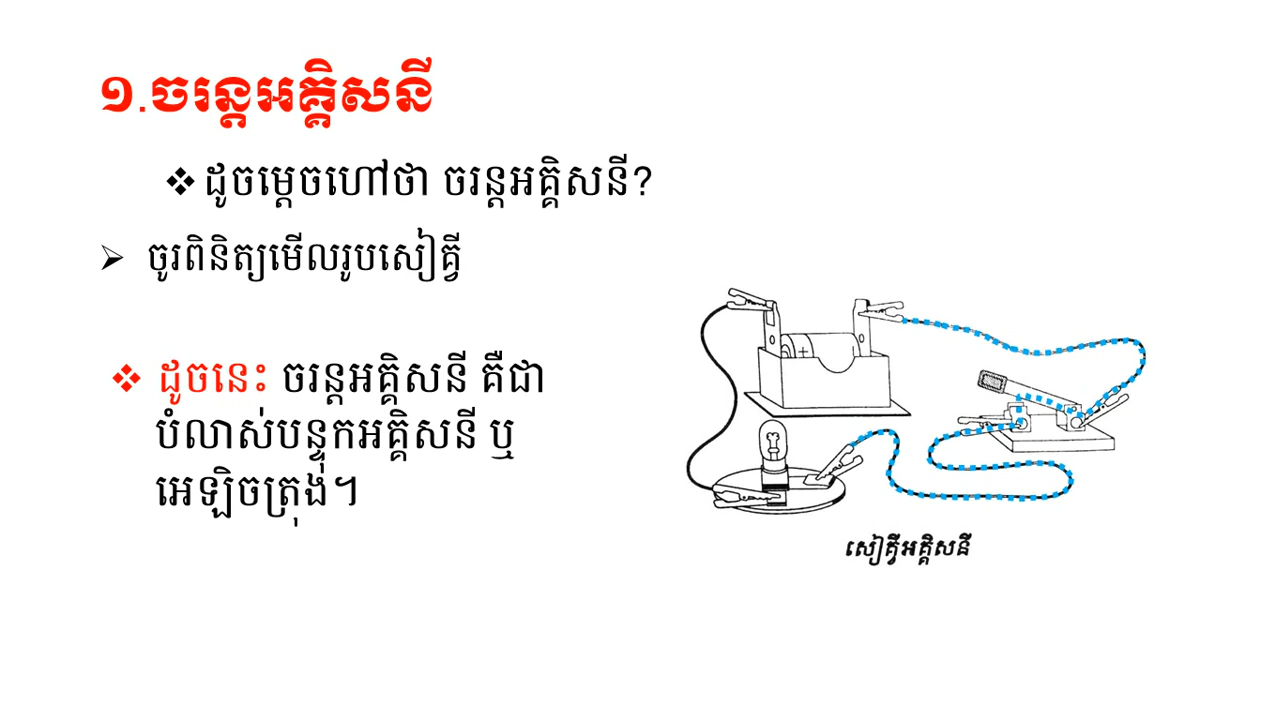 ១.ចរន្តអគ្គិសនី
❖ ដូចម្តេចហៅថា ចរន្តអគ្គិសនី?
➢ ចូរពិនិត្យមើលរូបសៀគ្វី
❖ ដូចនេះ ចរន្តអគ្គិសនី គឺជា
បំលាស់បន្ទុកអគ្គិសនី ឬ
អេឡិចត្រុង។
+
សៀគ្វីអគ្គិសនី